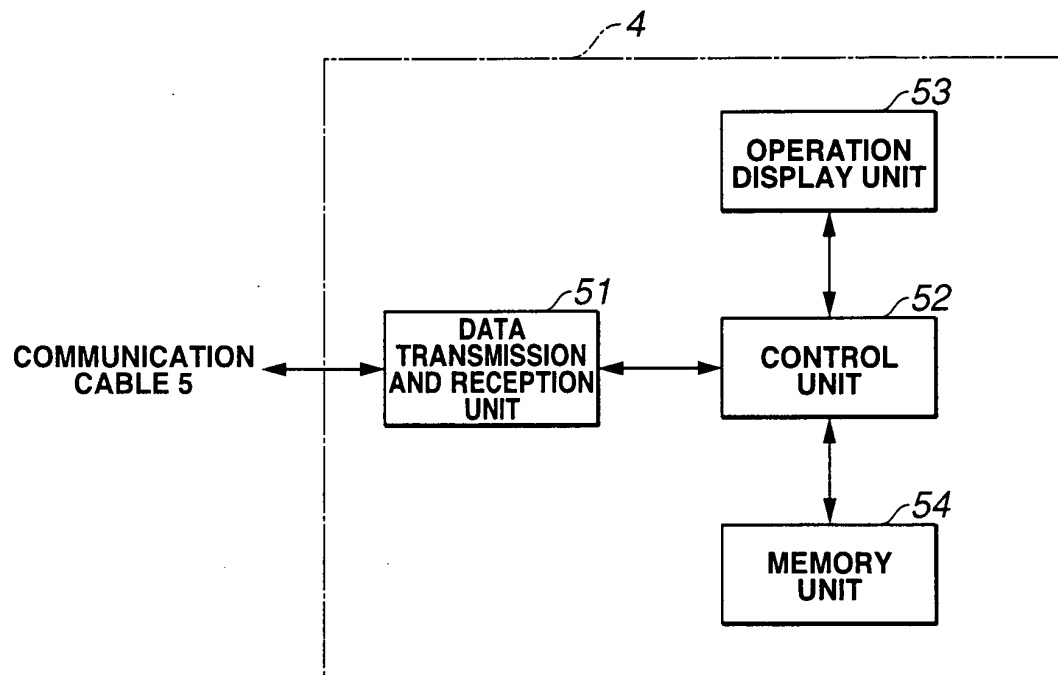 4
53
OPERATION
DISPLAY UNIT
51
DATA
TRANSMISSION
AND RECEPTION
UNIT
52
CONTROL
UNIT
COMMUNICATION
CABLE 5
54
MEMORY
UNIT